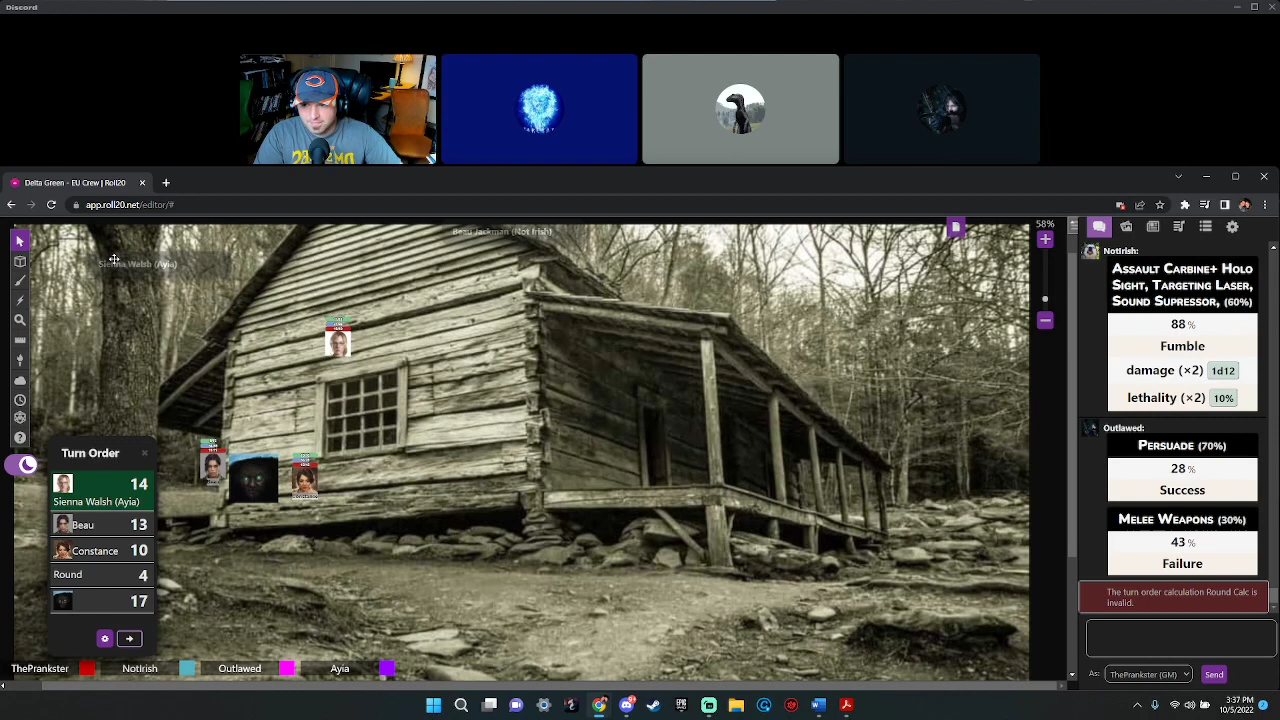 Discord
Delta Green - EU Crew | Roll20
app.roll20.net/editor/#
Beau Jackman (Not Irish)
58%
Sienna Walsh (Ayia)
NotIrish:
ASSAULT CARBINE+ HOLO
SIGHT, TARGETING LASER,
SOUND SUPRESSOR, (60%)
88 %
Fumble
damage (×2) 1d12
lethality (×2) 10%
Outlawed:
PERSUADE (70%)
28 %
Success
MELEE WEAPONS (30%)
43 %
Failure
The turn order calculation Round Calc is
invalid.
Turn Order
14
Sienna Walsh (Ayia)
Beau 13
Constance 10
Round 4
17
Constance
ThePrankster
NotIrish
Outlawed
Ayia
As: ThePrankster (GM)
Send
3:37 PM
10/30/2022